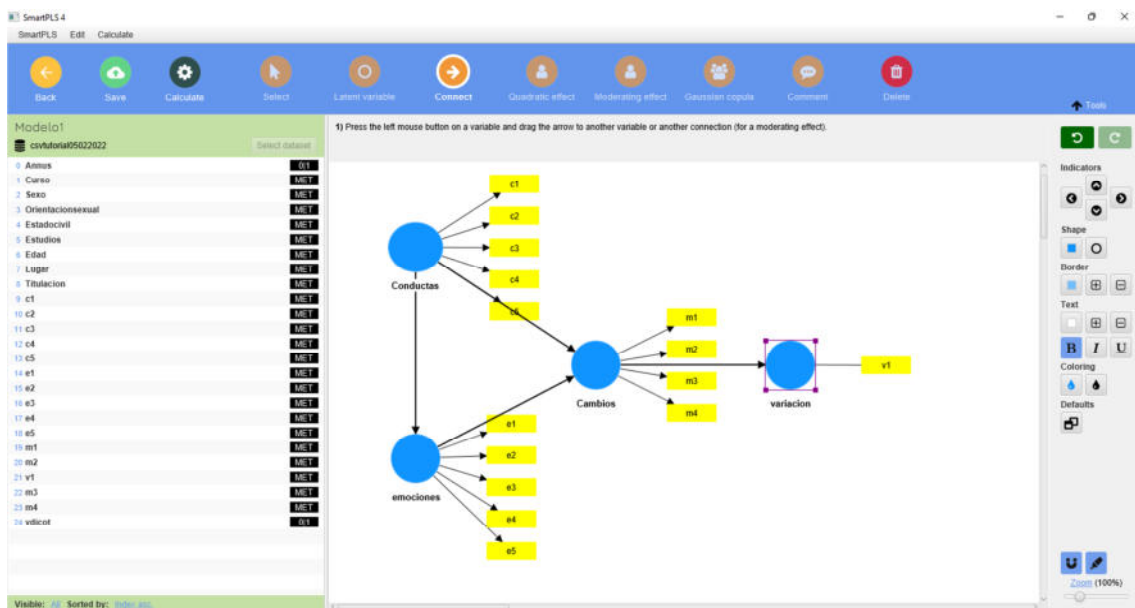 SmartPLS 4
SmartPLS Edit Calculate
Back Save Calculate Select Latent variable Connect Quadratic effect Moderating effect Gaussian copula Comment Delete
Tools
Modelo1
csvtutorial05022022 Select dataset
1) Press the left mouse button on a variable and drag the arrow to another variable or another connection (for a moderating effect).
0 Annus 0|1
1 Curso MET
2 Sexo MET
3 Orientacionsexual MET
4 Estadocivil MET
5 Estudios MET
6 Edad MET
7 Lugar MET
8 Titulacion MET
9 c1 MET
10 c2 MET
11 c3 MET
12 c4 MET
13 c5 MET
14 e1 MET
15 e2 MET
16 e3 MET
17 e4 MET
18 e5 MET
19 m1 MET
20 m2 MET
21 v1 MET
22 m3 MET
23 m4 MET
24 vdicot 0|1
Visible: All Sorted by: Index asc.
c1
c2
c3
c4
c5
Conductas
m1
m2
m3
m4
Cambios
variacion
v1
e1
e2
e3
e4
e5
emociones
Indicators
Shape
Border
Text
B I U
Coloring
Defaults
Zoom (100%)